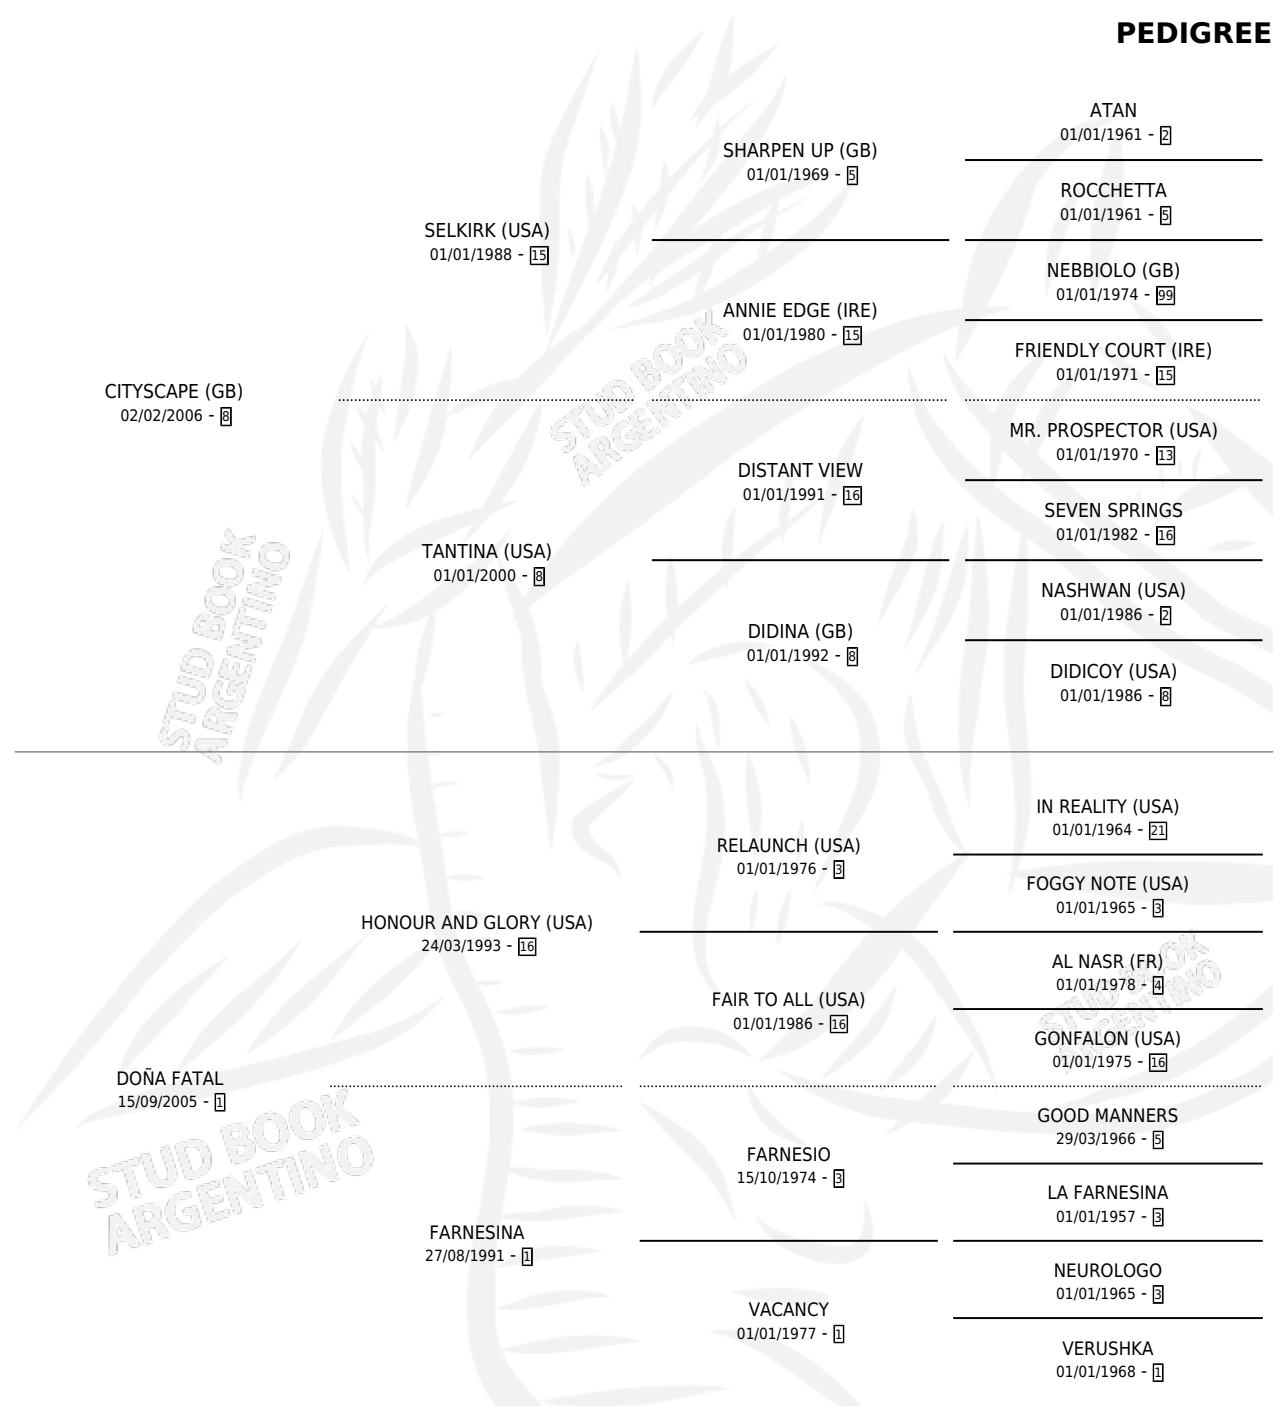 PEDIGREE
CITYSCAPE (GB)
02/02/2006 - 8
SELKIRK (USA)
01/01/1988 - 15
SHARPEN UP (GB)
01/01/1969 - 5
ATAN
01/01/1961 - 2
ROCCHETTA
01/01/1961 - 5
ANNIE EDGE (IRE)
01/01/1980 - 15
NEBBIOLO (GB)
01/01/1974 - 99
FRIENDLY COURT (IRE)
01/01/1971 - 15
TANTINA (USA)
01/01/2000 - 8
DISTANT VIEW
01/01/1991 - 16
MR. PROSPECTOR (USA)
01/01/1970 - 13
SEVEN SPRINGS
01/01/1982 - 16
DIDINA (GB)
01/01/1992 - 8
NASHWAN (USA)
01/01/1986 - 2
DIDICOY (USA)
01/01/1986 - 8
DOÑA FATAL
15/09/2005 - 1
HONOUR AND GLORY (USA)
24/03/1993 - 16
RELAUNCH (USA)
01/01/1976 - 3
IN REALITY (USA)
01/01/1964 - 21
FOGGY NOTE (USA)
01/01/1965 - 3
FAIR TO ALL (USA)
01/01/1986 - 16
AL NASR (FR)
01/01/1978 - 4
GONFALON (USA)
01/01/1975 - 16
FARNESINA
27/08/1991 - 1
FARNESIO
15/10/1974 - 3
GOOD MANNERS
29/03/1966 - 5
LA FARNESINA
01/01/1957 - 3
VACANCY
01/01/1977 - 1
NEUROLOGO
01/01/1965 - 3
VERUSHKA
01/01/1968 - 1
STUD BOOK
ARGENTINO
STUD BOOK
ARGENTINO
STUD BOOK
ARGENTINO
STUD BOOK
ARGENTINO